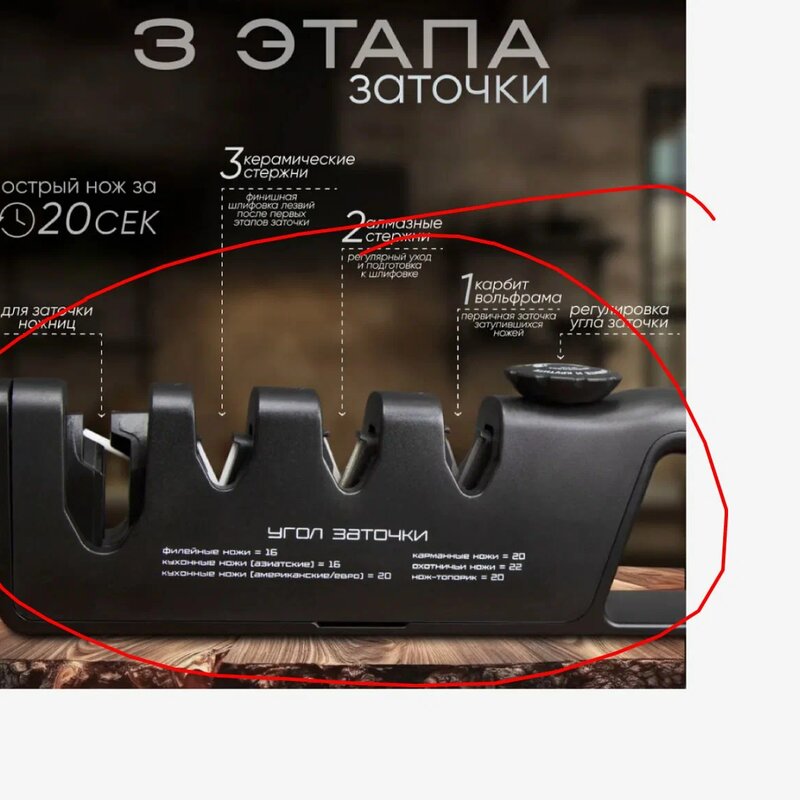 3 ЭТАПА
заточки
3 керамические
стержни
финишная
шлифовка лезвий
после первых
этапов заточки
острый нож за
20 СЕК
2 алмазные
стержни
регулярный уход
и подготовка
к шлифовке
1 карбит
вольфрама
первичная заточка
затупившихся
ножей
регулировка
угла заточки
для заточки
ножниц
УГОЛ ЗАТОЧКИ
филейные ножи = 16
кухонные ножи (азиатские) = 16
кухонные ножи (американские/евро) = 20
карманные ножи = 20
охотничьи ножи = 22
нож-топорик = 20